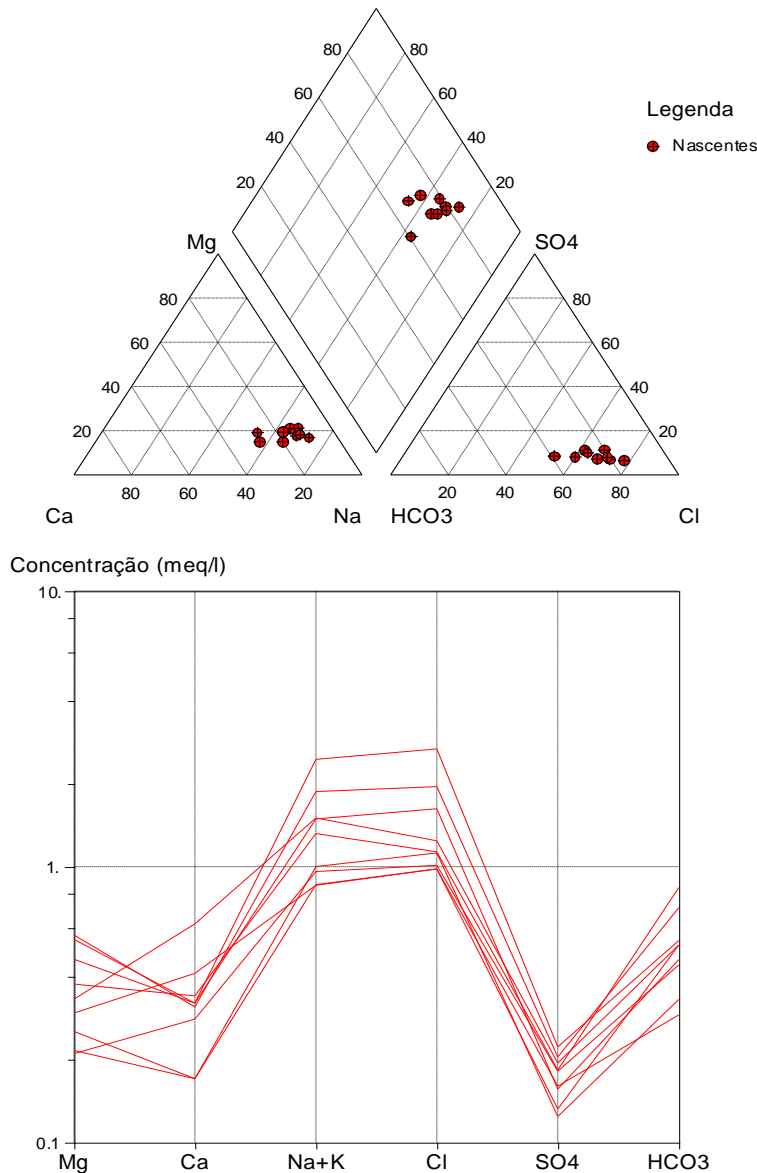 80 80
60 60
Legenda
Nascentes
40 40
20 20
Mg SO4
80 80
60 60
40 40
20 20
80 60 40 20 20 40 60 80
Ca Na HCO3 Cl
Concentração (meq/l)
10.
1.
0.1
Mg Ca Na+K Cl SO4 HCO3